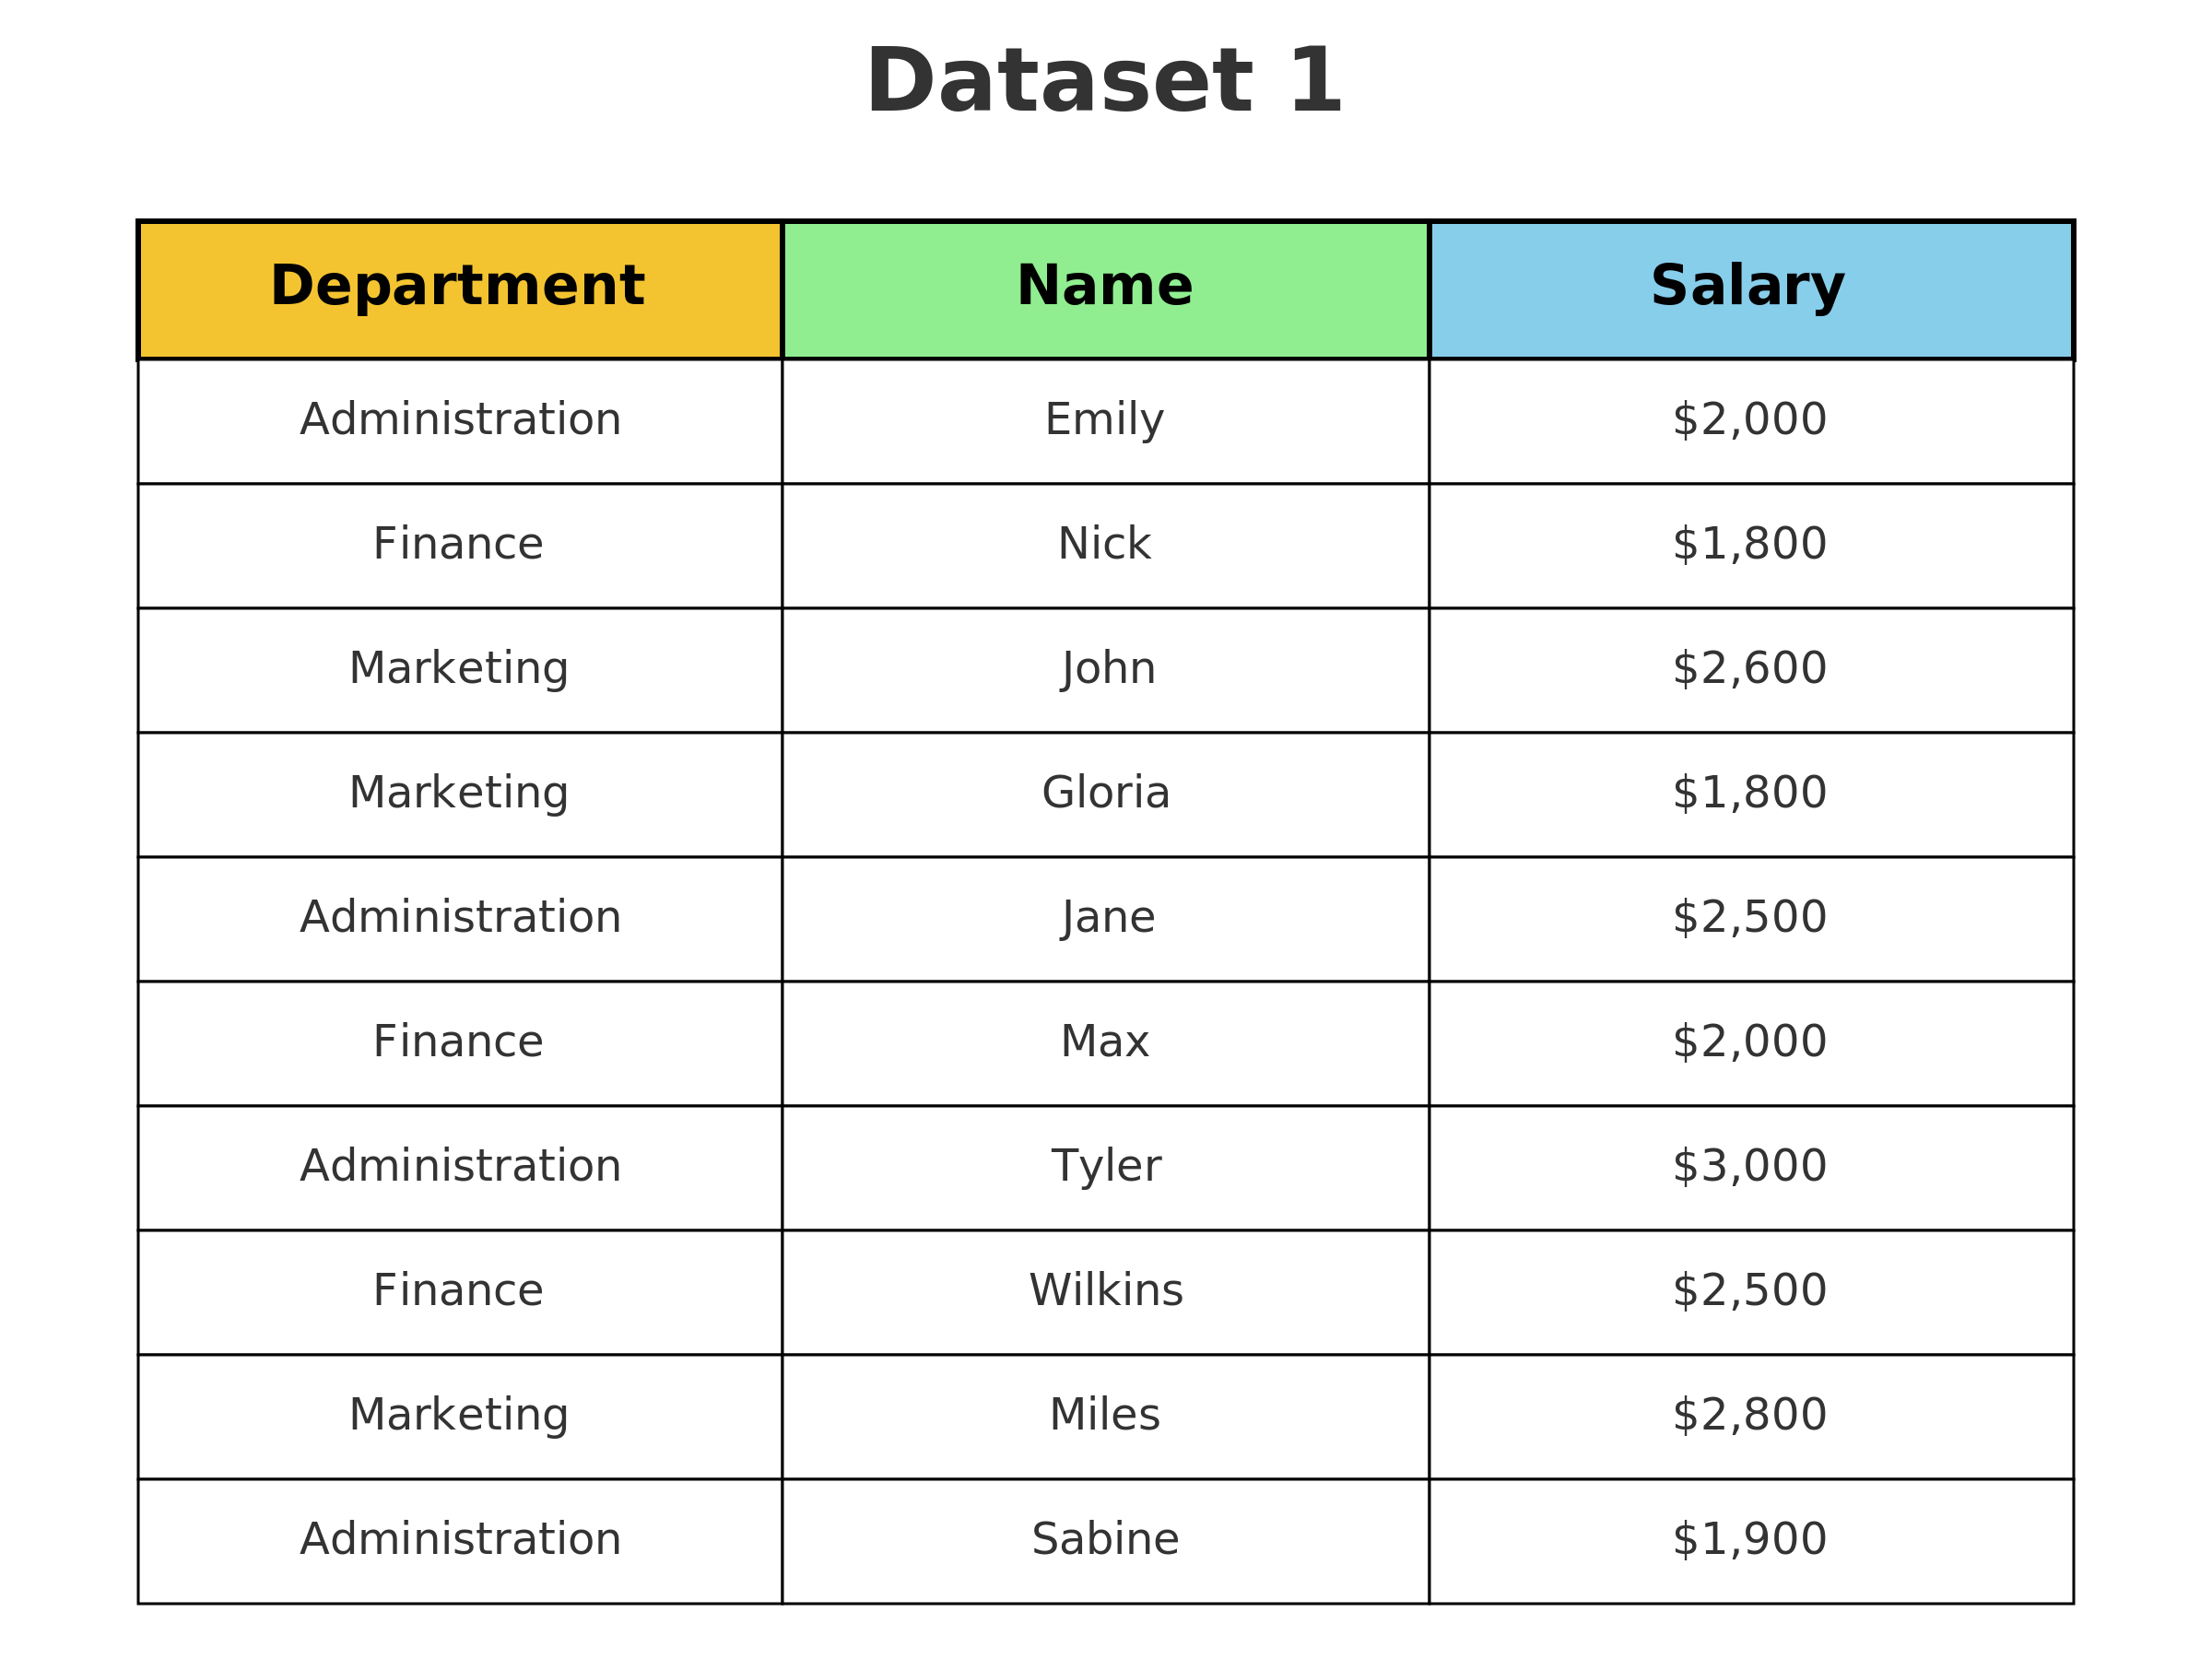 Dataset 1
Department Name Salary
Administration Emily $2,000
Finance Nick $1,800
Marketing John $2,600
Marketing Gloria $1,800
Administration Jane $2,500
Finance Max $2,000
Administration Tyler $3,000
Finance Wilkins $2,500
Marketing Miles $2,800
Administration Sabine $1,900